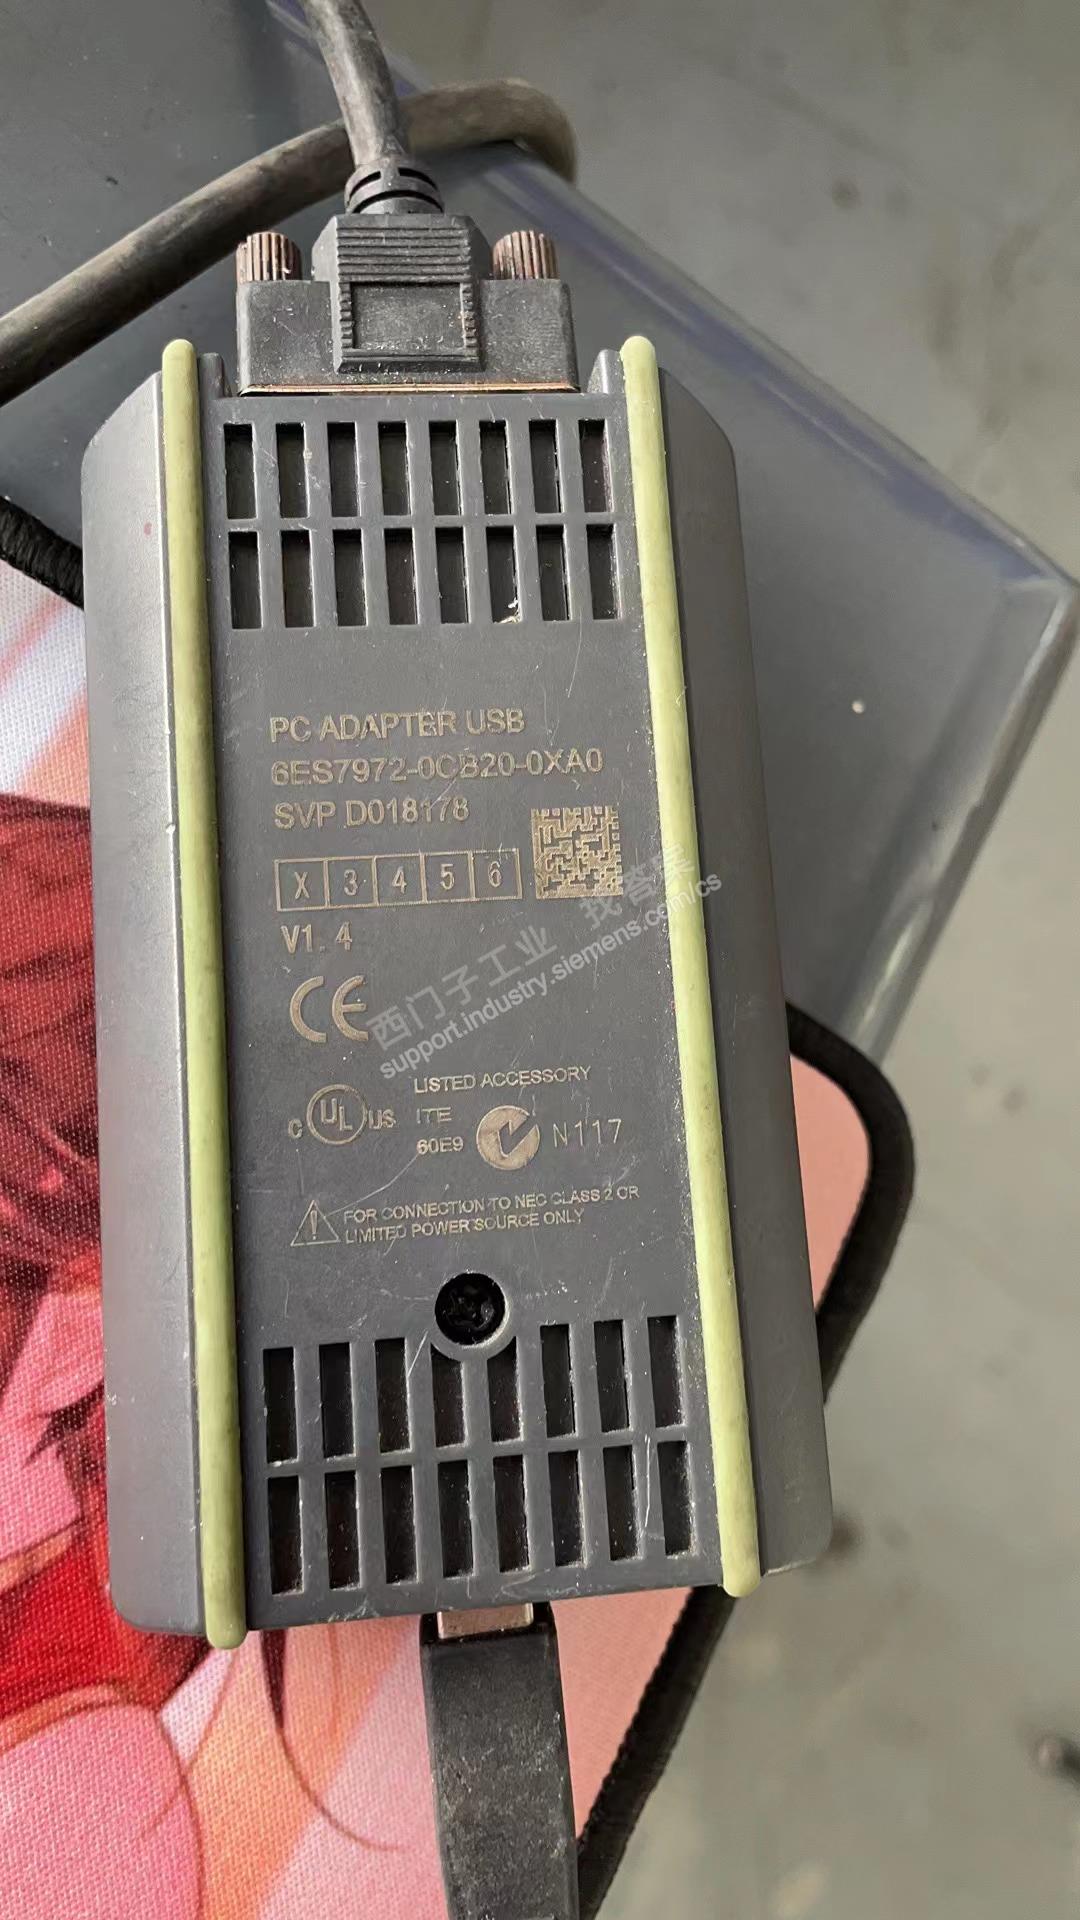 PC ADAPTER USB
6ES7972-0CB20-0XA0
SVP D018178
X 3 4 5 6
V1.4
CE
西门子工业 找答案
support.industry.siemens.com/cs
LISTED ACCESSORY
C UL US ITE
60E9 N117
FOR CONNECTION TO NEC CLASS 2 OR
LIMITED POWER SOURCE ONLY